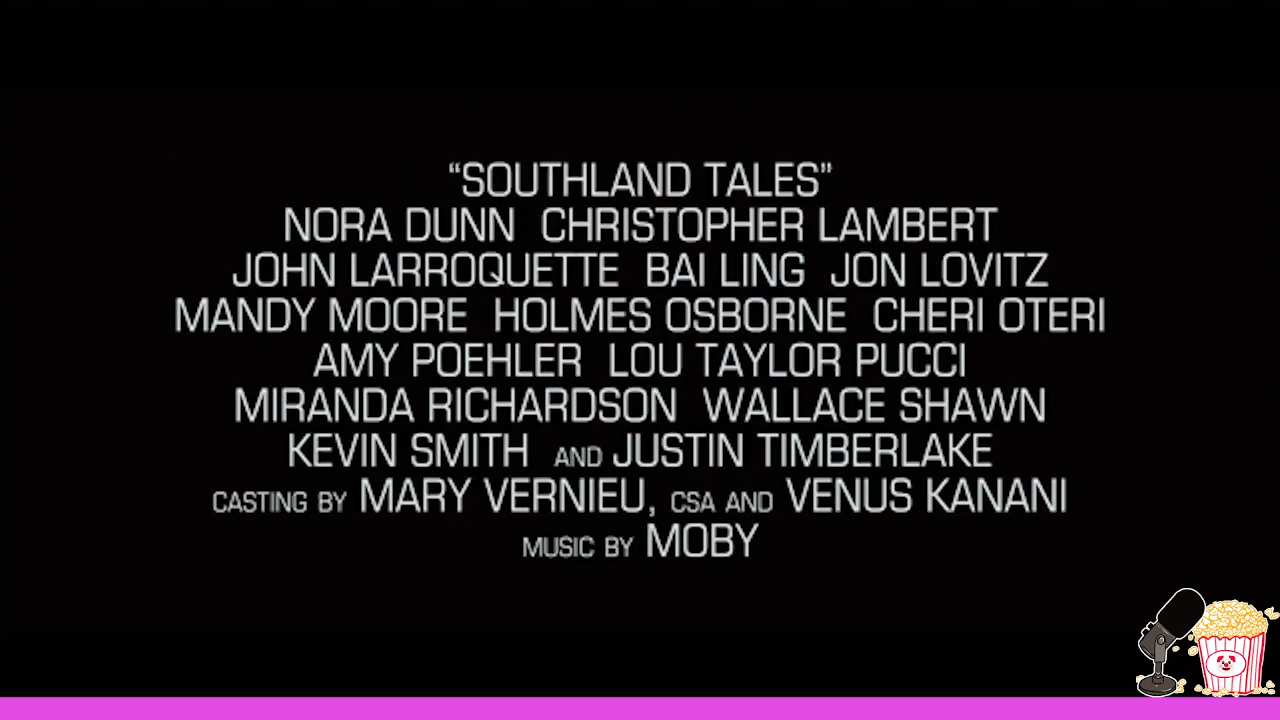 “SOUTHLAND TALES”
NORA DUNN CHRISTOPHER LAMBERT
JOHN LARROQUETTE BAI LING JON LOVITZ
MANDY MOORE HOLMES OSBORNE CHERI OTERI
AMY POEHLER LOU TAYLOR PUCCI
MIRANDA RICHARDSON WALLACE SHAWN
KEVIN SMITH AND JUSTIN TIMBERLAKE
CASTING BY MARY VERNIEU, CSA AND VENUS KANANI
MUSIC BY MOBY